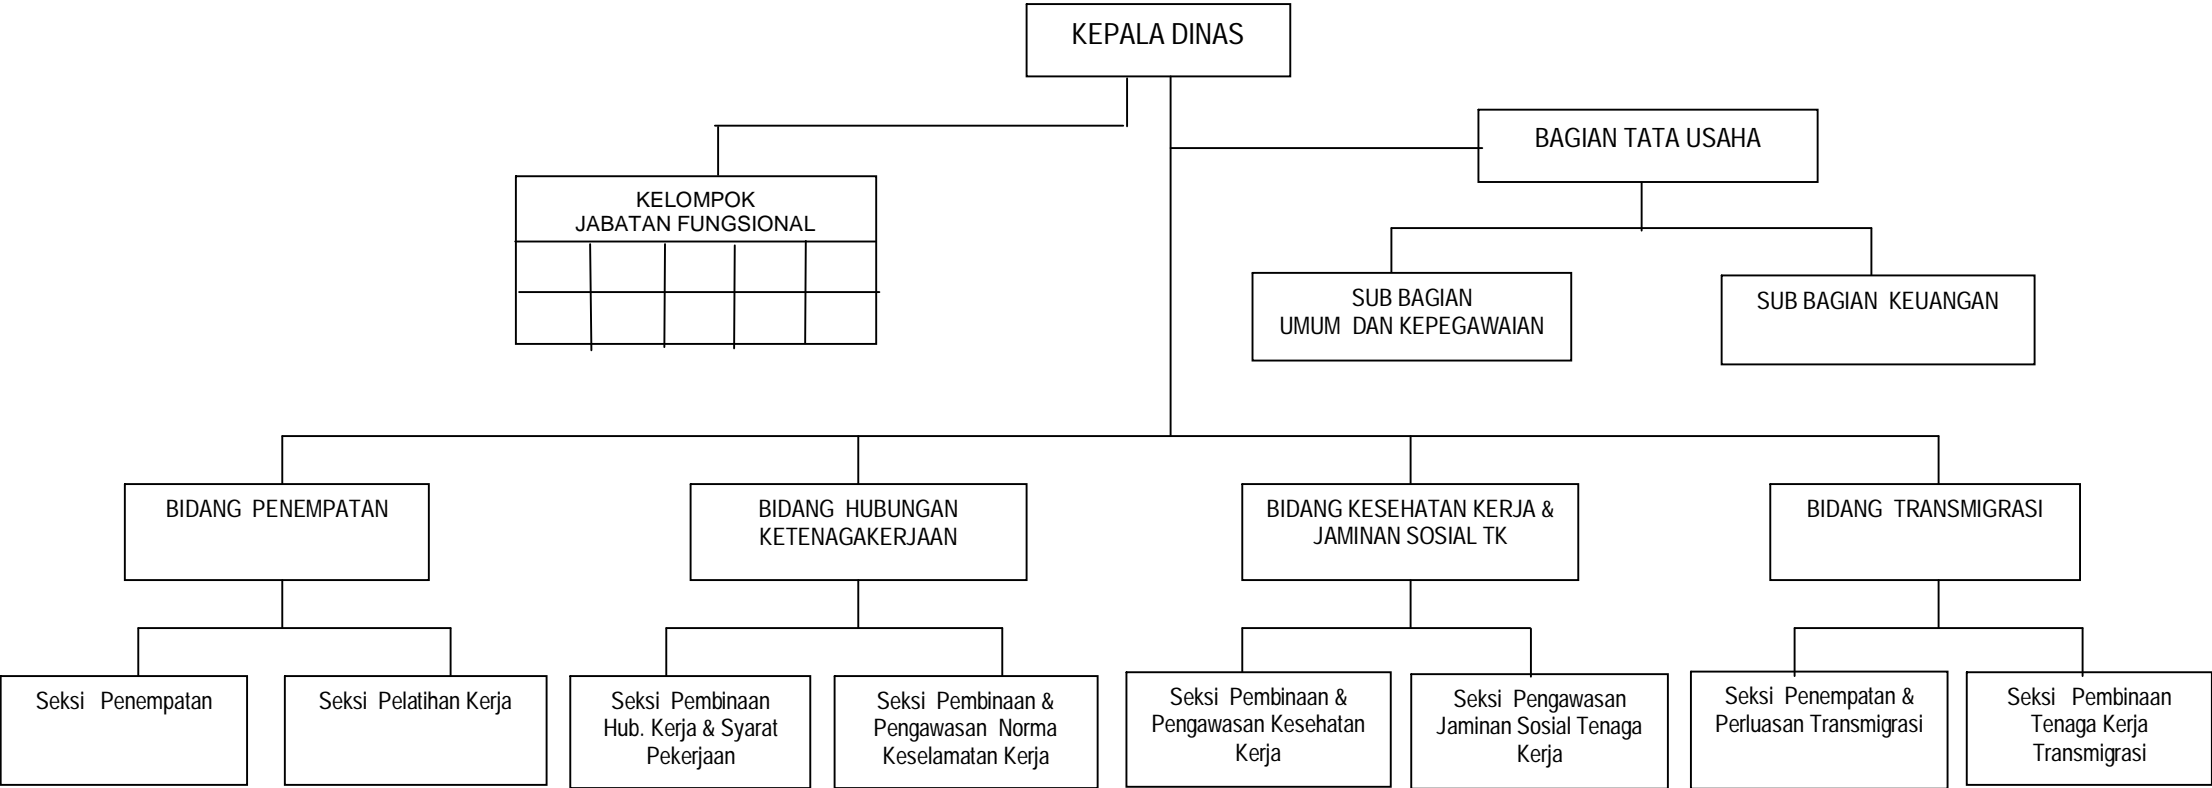 KEPALA DINAS
BAGIAN TATA USAHA
KELOMPOK
JABATAN FUNGSIONAL
SUB BAGIAN
UMUM DAN KEPEGAWAIAN
SUB BAGIAN KEUANGAN
BIDANG PENEMPATAN
BIDANG HUBUNGAN
KETENAGAKERJAAN
BIDANG KESEHATAN KERJA &
JAMINAN SOSIAL TK
BIDANG TRANSMIGRASI
Seksi Penempatan
Seksi Pelatihan Kerja
Seksi Pembinaan
Hub. Kerja & Syarat
Pekerjaan
Seksi Pembinaan &
Pengawasan Norma
Keselamatan Kerja
Seksi Pembinaan &
Pengawasan Kesehatan
Kerja
Seksi Pengawasan
Jaminan Sosial Tenaga
Kerja
Seksi Penempatan &
Perluasan Transmigrasi
Seksi Pembinaan
Tenaga Kerja
Transmigrasi